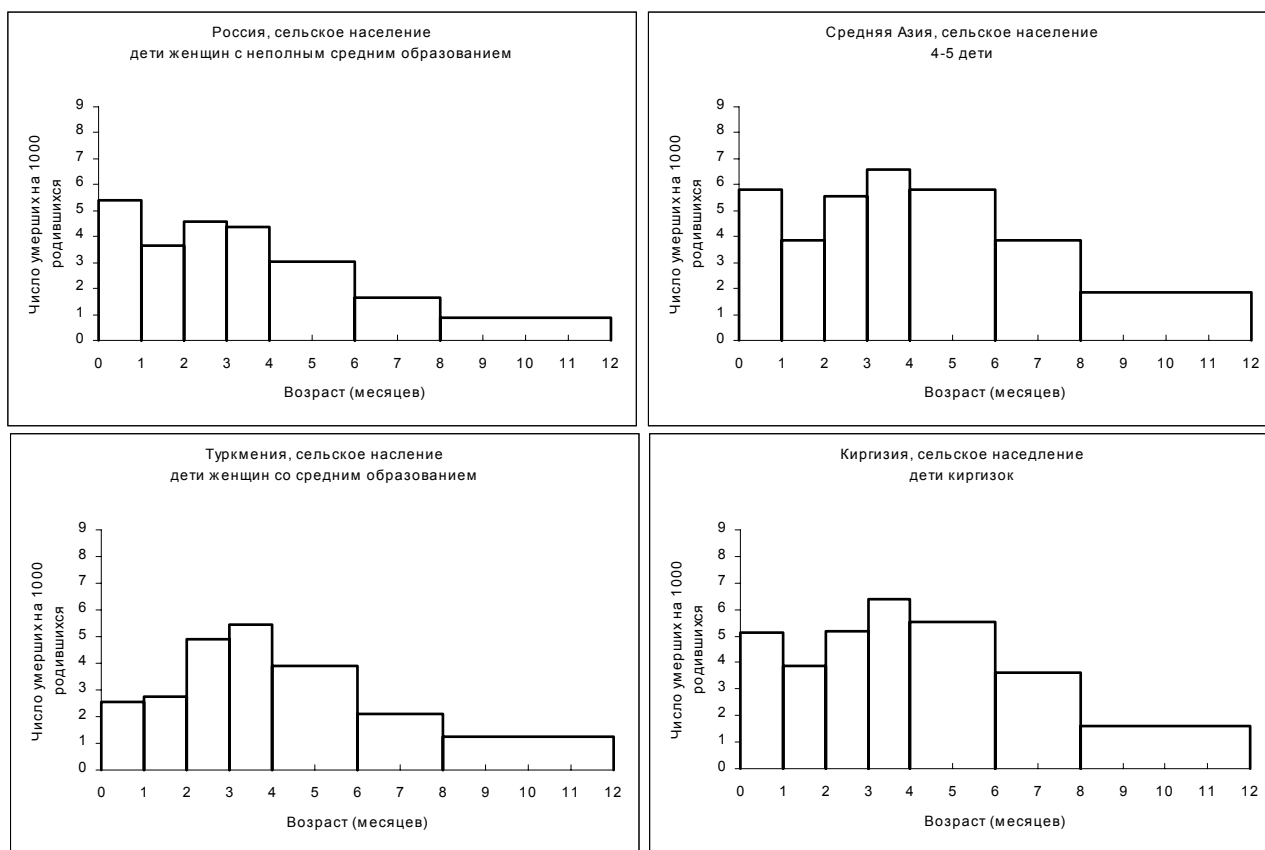 Россия, сельское население
дети женщин с неполным средним образованием
Число умерших на 1000
родившихся
9
8
7
6
5
4
3
2
1
0
0 1 2 3 4 5 6 7 8 9 10 11 12
Возраст (месяцев)
Средняя Азия, сельское население
4-5 дети
Число умерших на 1000
родившихся
9
8
7
6
5
4
3
2
1
0
0 1 2 3 4 5 6 7 8 9 10 11 12
Возраст (месяцев)
Туркмения, сельское насление
дети женщин со средним образованием
Число умерших на 1000
родившихся
9
8
7
6
5
4
3
2
1
0
0 1 2 3 4 5 6 7 8 9 10 11 12
Возраст (месяцев)
Киргизия, сельское наседление
дети киргизок
Число умерших на 1000
родившихся
9
8
7
6
5
4
3
2
1
0
0 1 2 3 4 5 6 7 8 9 10 11 12
Возраст (месяцев)